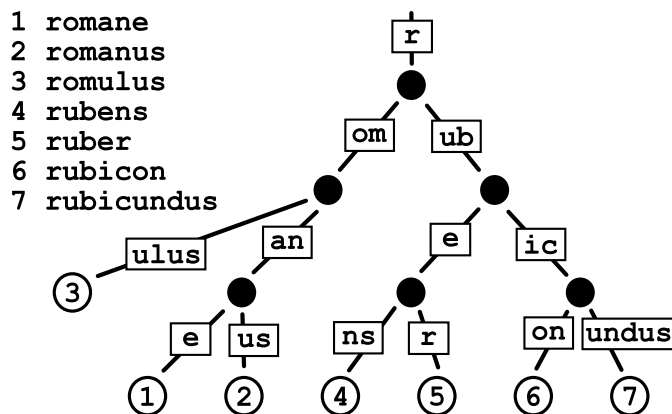 1 romane
2 romanus
3 romulus
4 rubens
5 ruber
6 rubicon
7 rubicundus
r
om
ub
ulus
an
e
ic
3
e
us
ns
r
on
undus
1
2
4
5
6
7